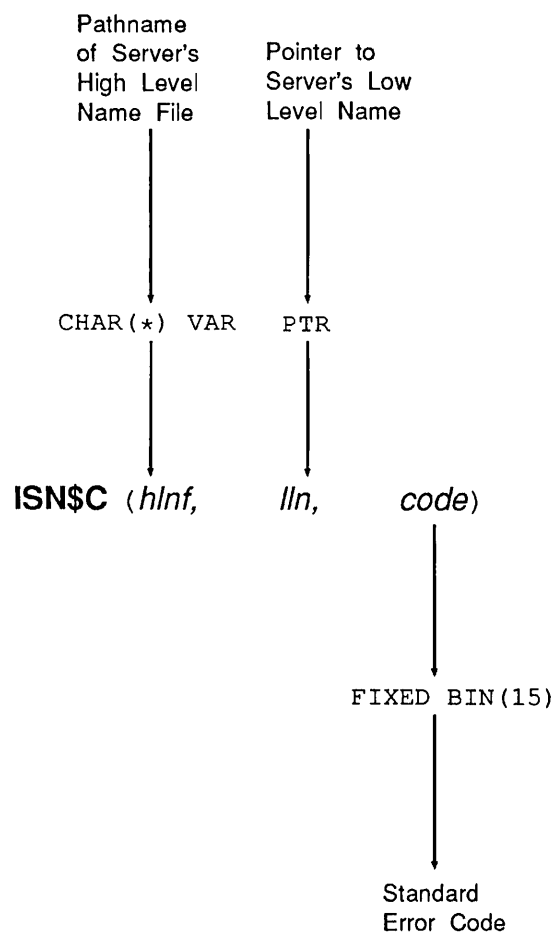 Pathname
of Server's
High Level
Name File
Pointer to
Server's Low
Level Name
CHAR(*) VAR PTR
ISN$C (hlnf, lln, code)
FIXED BIN(15)
Standard
Error Code